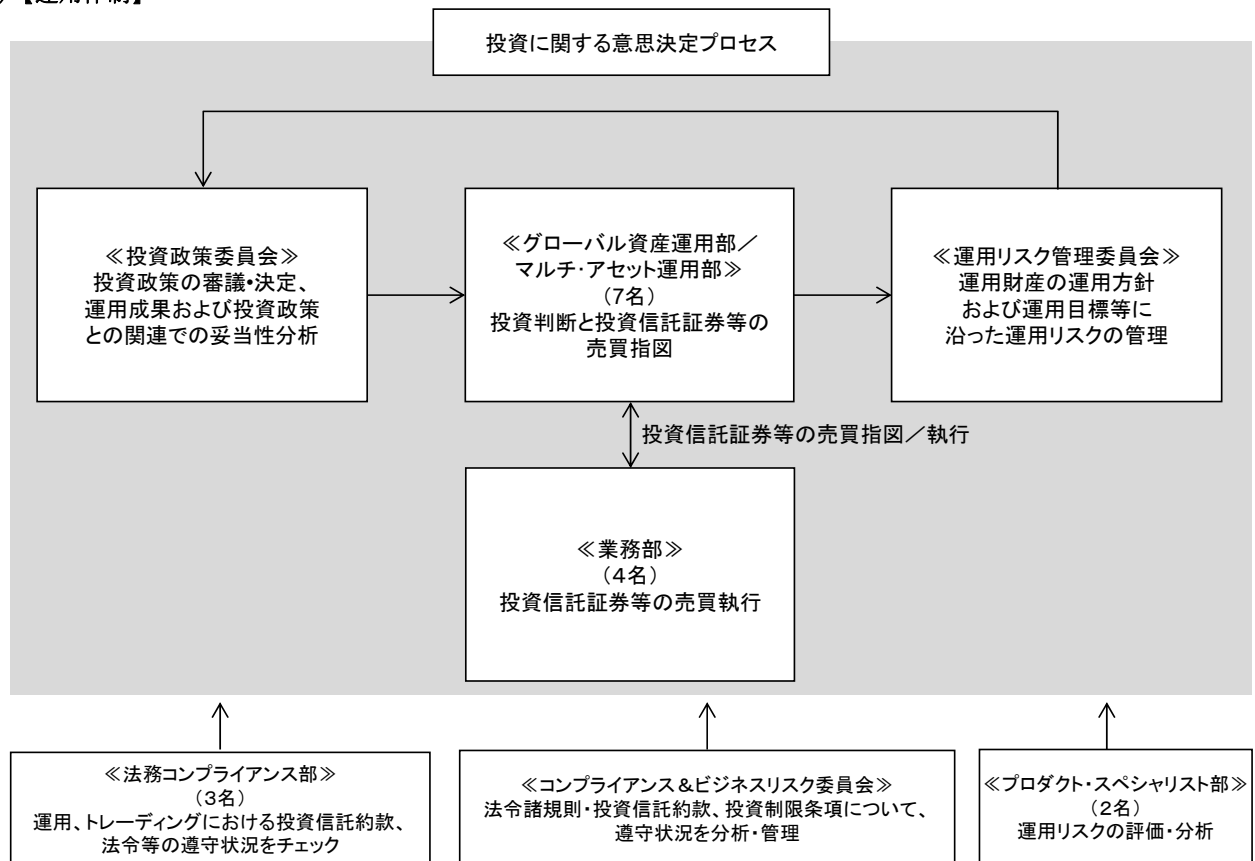 【運用体制】
投資に関する意思決定プロセス
≪投資政策委員会≫
投資政策の審議・決定、
運用成果および投資政策
との関連での妥当性分析
≪グローバル資産運用部／
マルチ・アセット運用部≫
(7名)
投資判断と投資信託証券等の
売買指図
≪運用リスク管理委員会≫
運用財産の運用方針
および運用目標等に
沿った運用リスクの管理
投資信託証券等の売買指図／執行
≪業務部≫
(４名)
投資信託証券等の売買執行
≪法務コンプライアンス部≫
(３名)
運用、トレーディングにおける投資信託約款、
法令等の遵守状況をチェック
≪コンプライアンス＆ビジネスリスク委員会≫
法令諸規則・投資信託約款、投資制限条項について、
遵守状況を分析・管理
≪プロダクト・スペシャリスト部≫
(２名)
運用リスクの評価・分析